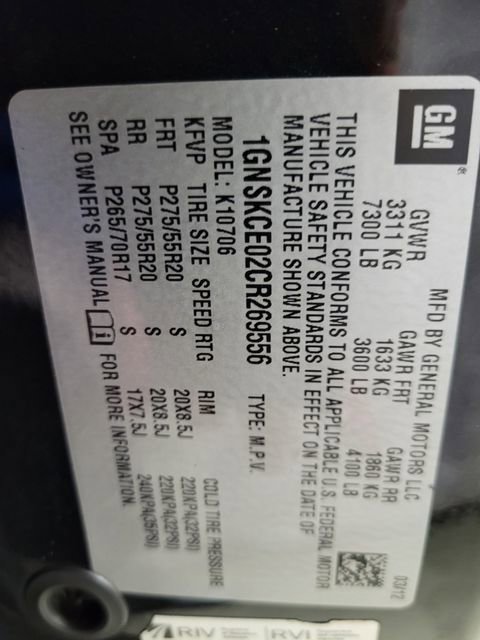 GM®
MFD BY GENERAL MOTORS LLC 03/12
GVWR GAWR FRT GAWR RR
3311 KG 1633 KG 1860 KG
7300 LB 3600 LB 4100 LB
THIS VEHICLE CONFORMS TO ALL APPLICABLE U.S. FEDERAL MOTOR
VEHICLE SAFETY STANDARDS IN EFFECT ON THE DATE OF
MANUFACTURE SHOWN ABOVE.
1GNSKCE02CR269556 TYPE: M.P.V.
MODEL: K10706
KFVP TIRE SIZE SPEED RTG RIM COLD TIRE PRESSURE
FRT P275/55R20 S 20X8.5J 220KPA(32PSI)
RR P275/55R20 S 20X8.5J 220KPA(32PSI)
SPA P265/70R17 S 17X7.5J 240KPA(35PSI)
SEE OWNER'S MANUAL FOR MORE INFORMATION.
RIV RVI